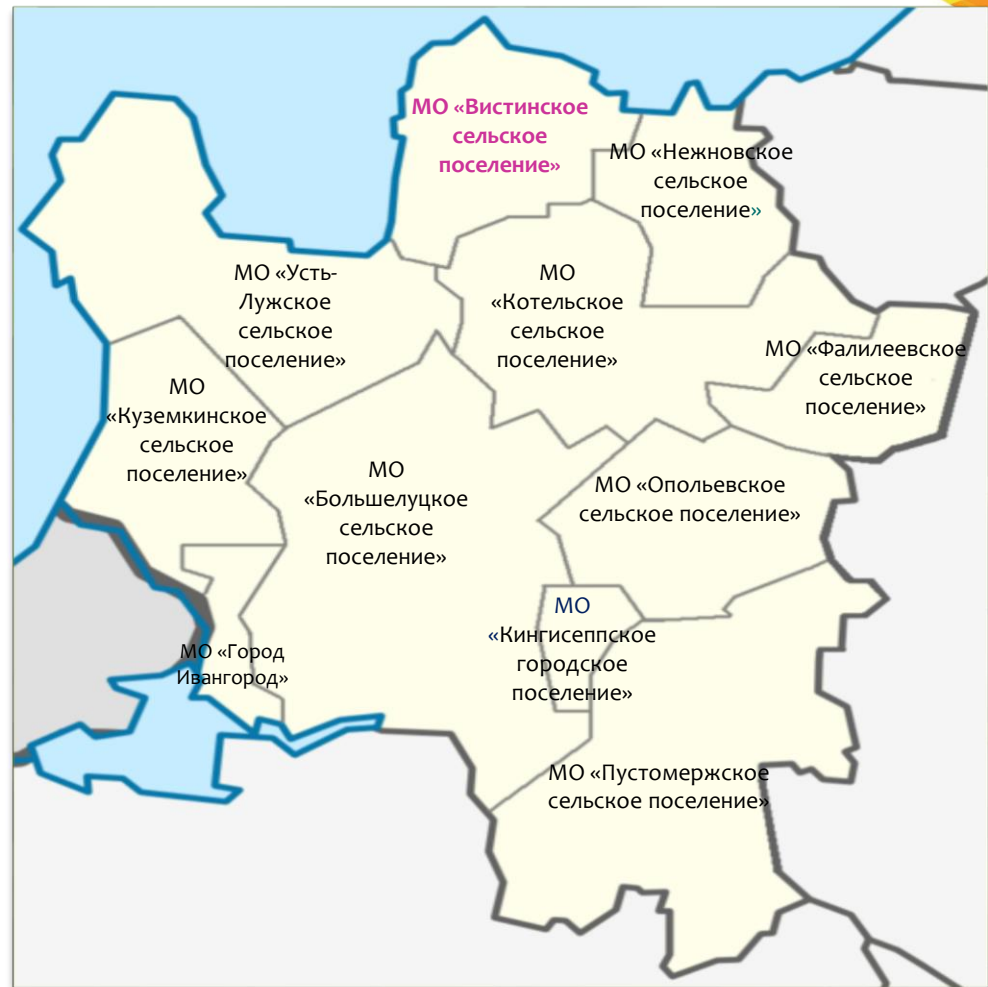 МО «Вистинское
сельское
поселение»
МО «Нежновское
сельское
поселение»
МО «Усть-
Лужское
сельское
поселение»
МО
«Котельское
сельское
поселение»
МО «Фалилеевское
сельское
поселение»
МО
«Куземкинское
сельское
поселение»
МО
«Большелуцкое
сельское
поселение»
МО «Опольевское
сельское поселение»
МО
«Кингисеппское
городское
поселение»
МО «Город
Ивангород»
МО «Пустомержское
сельское поселение»